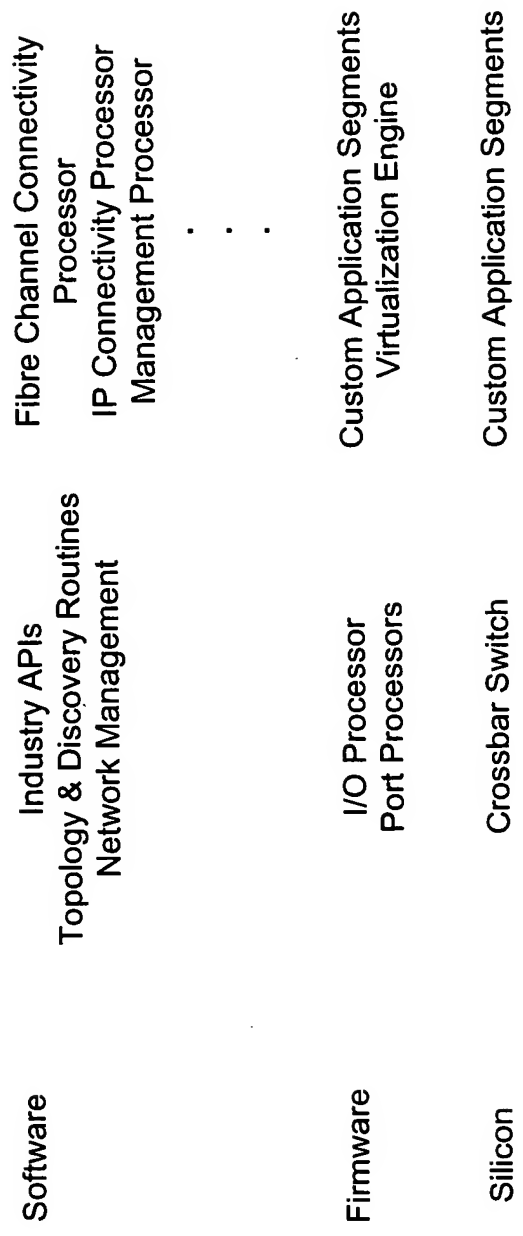 Software
Industry APIs
Topology & Discovery Routines
Network Management
Fibre Channel Connectivity
Processor
IP Connectivity Processor
Management Processor
.
.
.
Firmware
I/O Processor
Port Processors
Custom Application Segments
Virtualization Engine
Silicon
Crossbar Switch
Custom Application Segments